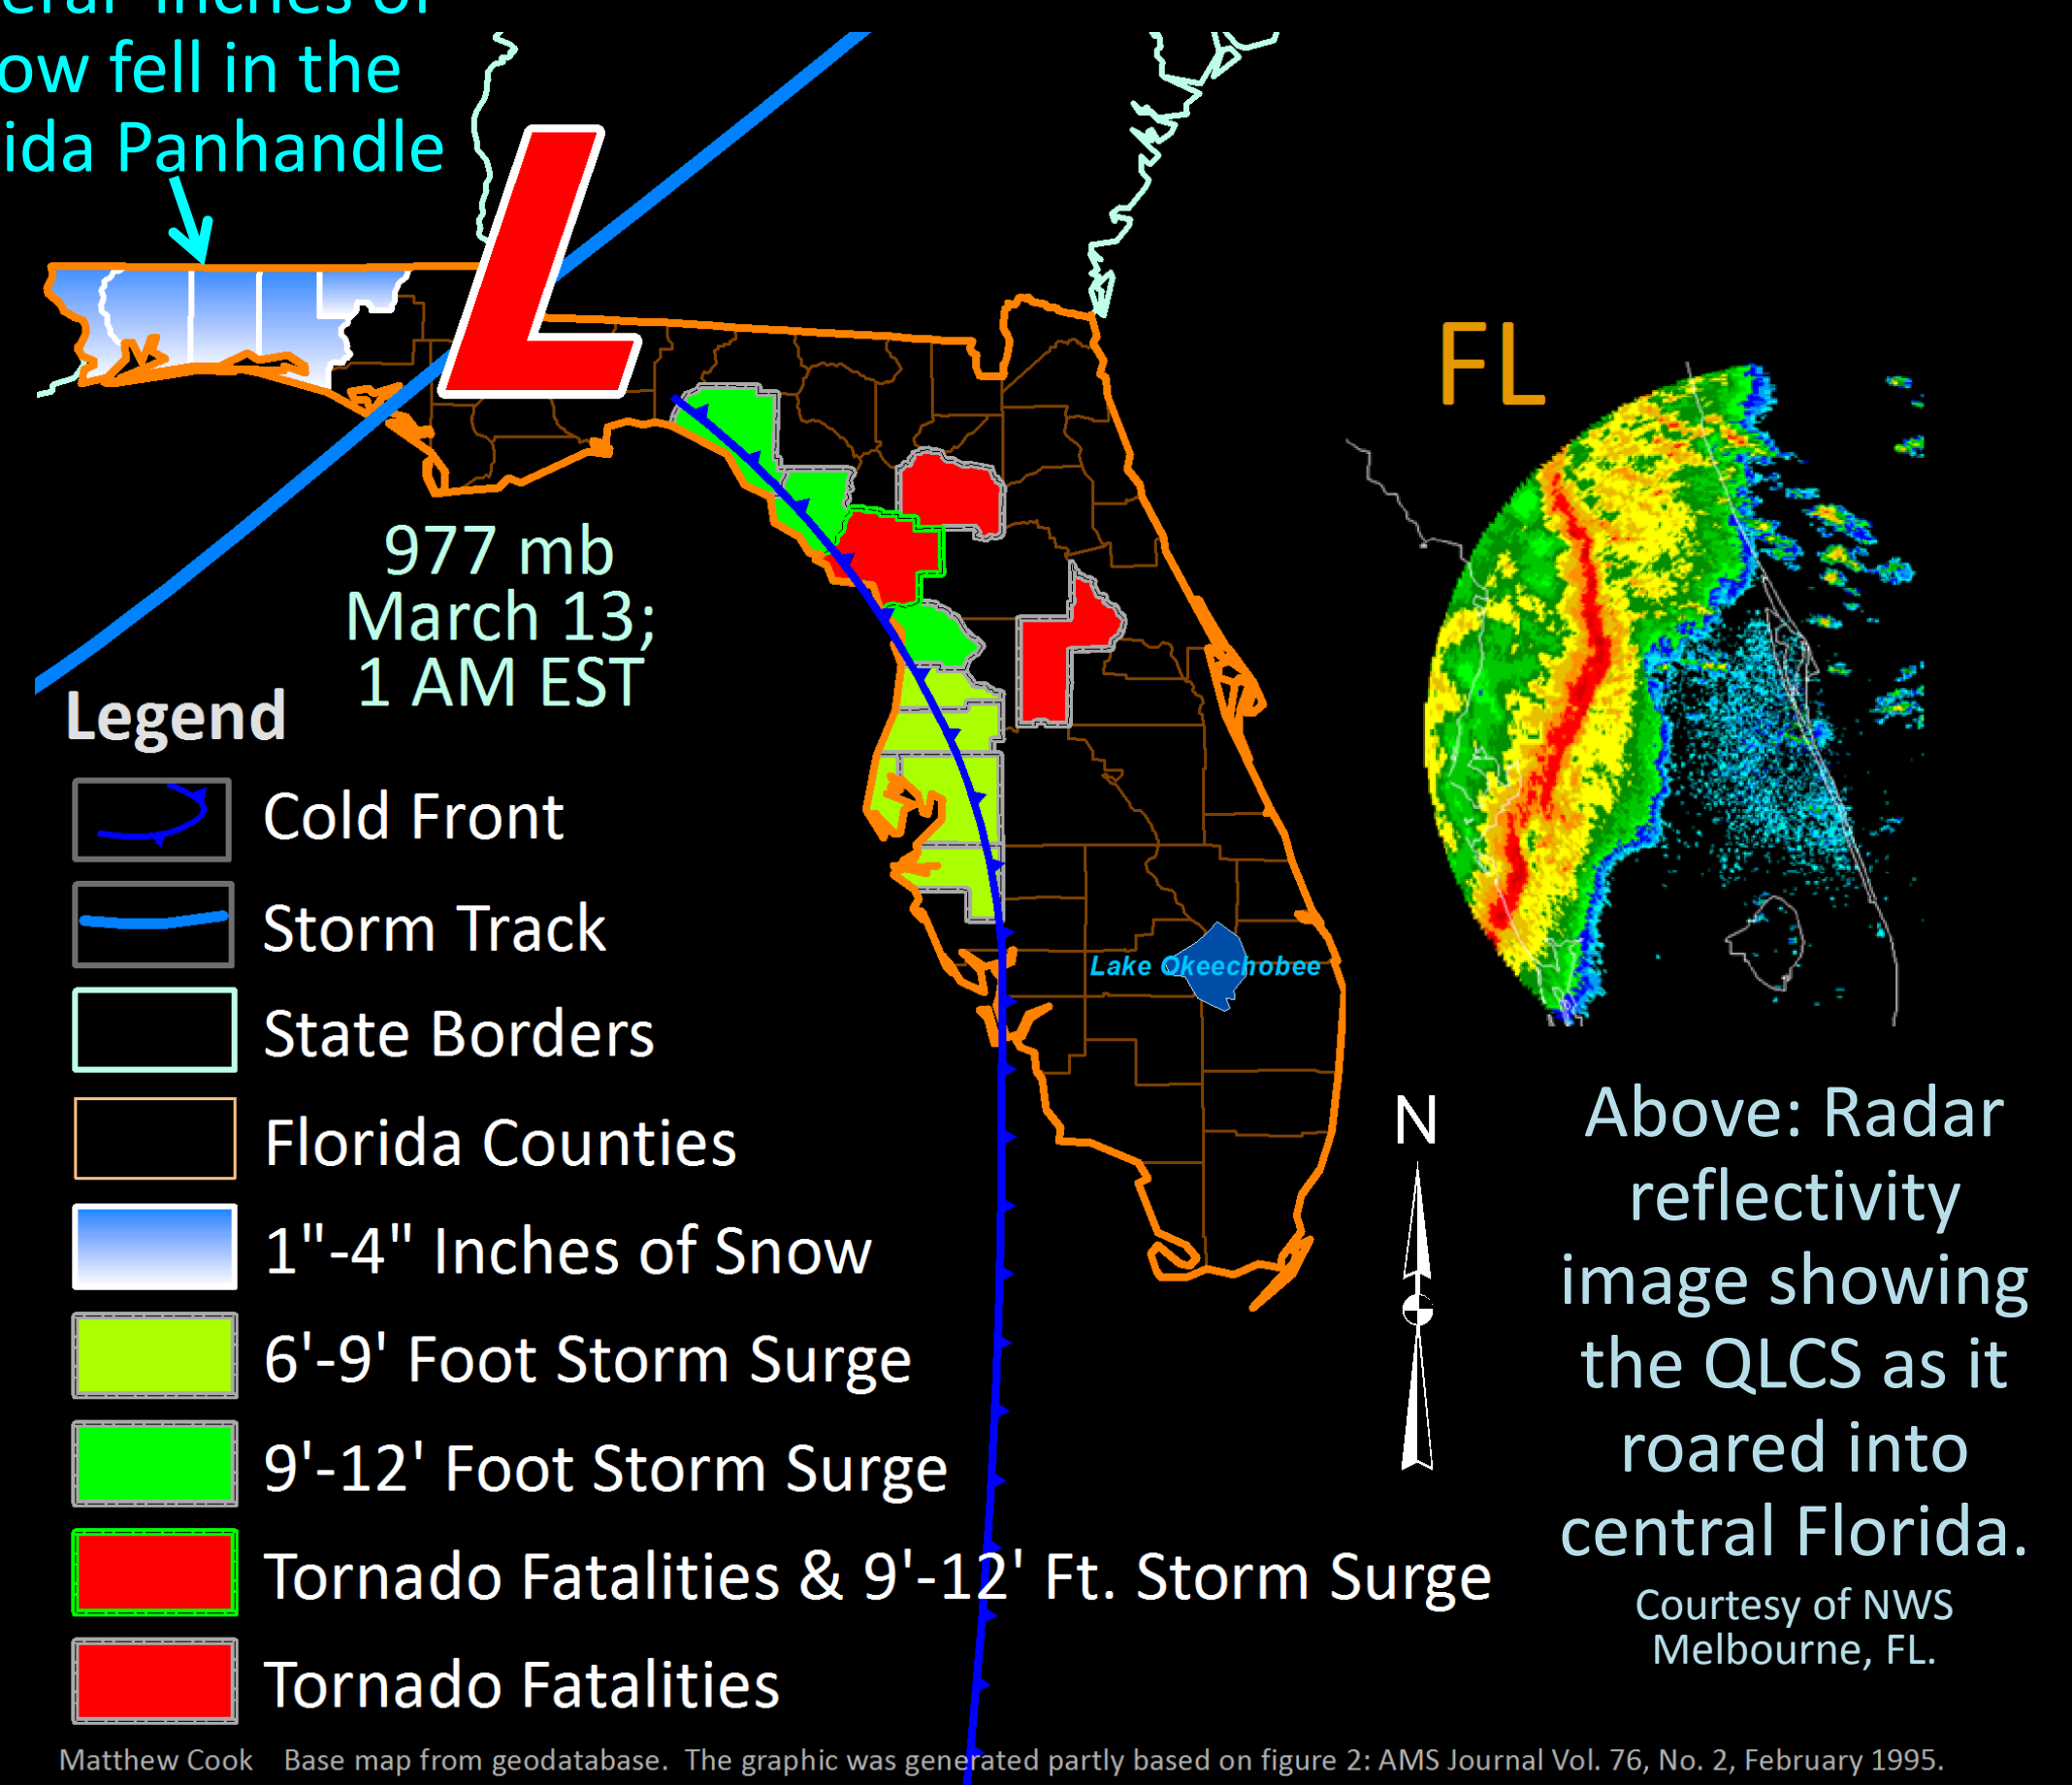 inches of
fell in the
Panhandle
L
FL
977 mb
March 13;
1 AM EST
Legend
Cold Front
Storm Track
State Borders
Florida Counties
1"-4" Inches of Snow
6'-9' Foot Storm Surge
9'-12' Foot Storm Surge
Tornado Fatalities & 9'-12' Ft. Storm Surge
Tornado Fatalities
Lake Okeechobee
N
Above: Radar
reflectivity
image showing
the QLCS as it
roared into
central Florida.
Courtesy of NWS
Melbourne, FL.
Matthew Cook Base map from geodatabase. The graphic was generated partly based on figure 2: AMS Journal Vol. 76, No. 2, February 1995.